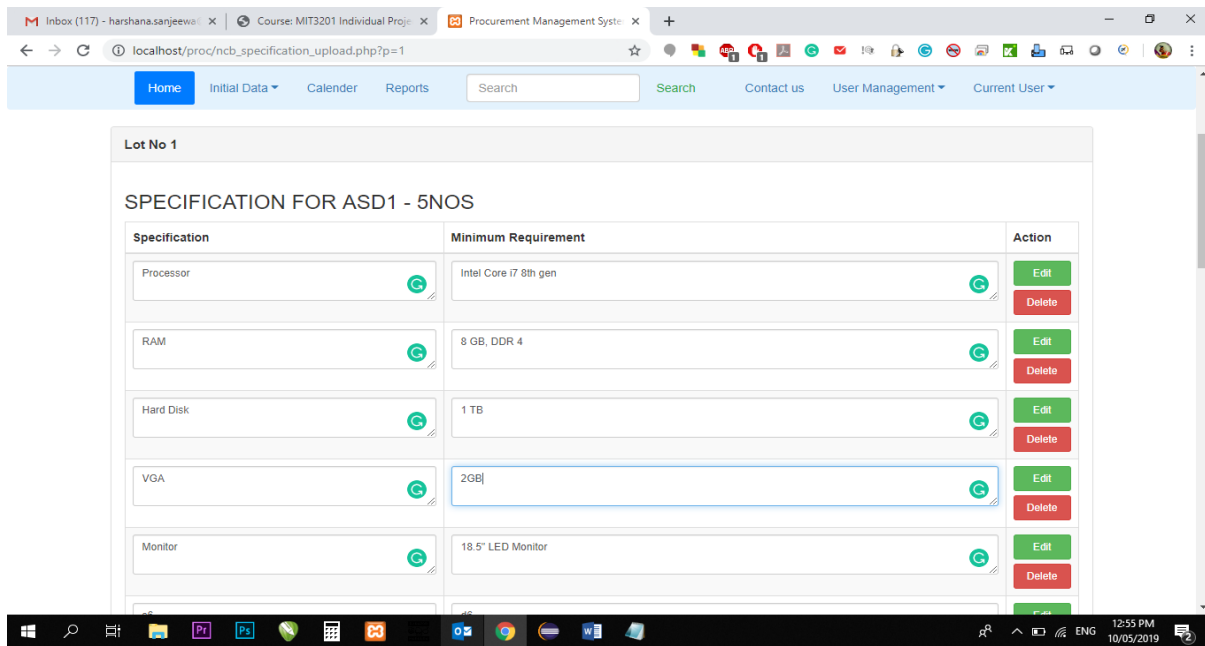 Inbox (117) - harshana.sanjeewa
Course: MIT3201 Individual Proje
Procurement Management Syste
localhost/proc/ncb_specification_upload.php?p=1
Home Initial Data Calender Reports Search Search Contact us User Management Current User
Lot No 1
SPECIFICATION FOR ASD1 - 5NOS
Specification Minimum Requirement Action
Processor Intel Core i7 8th gen Edit
Delete
RAM 8 GB, DDR 4 Edit
Delete
Hard Disk 1 TB Edit
Delete
VGA 2GB Edit
Delete
Monitor 18.5" LED Monitor Edit
Delete
ENG 12:55 PM
10/05/2019